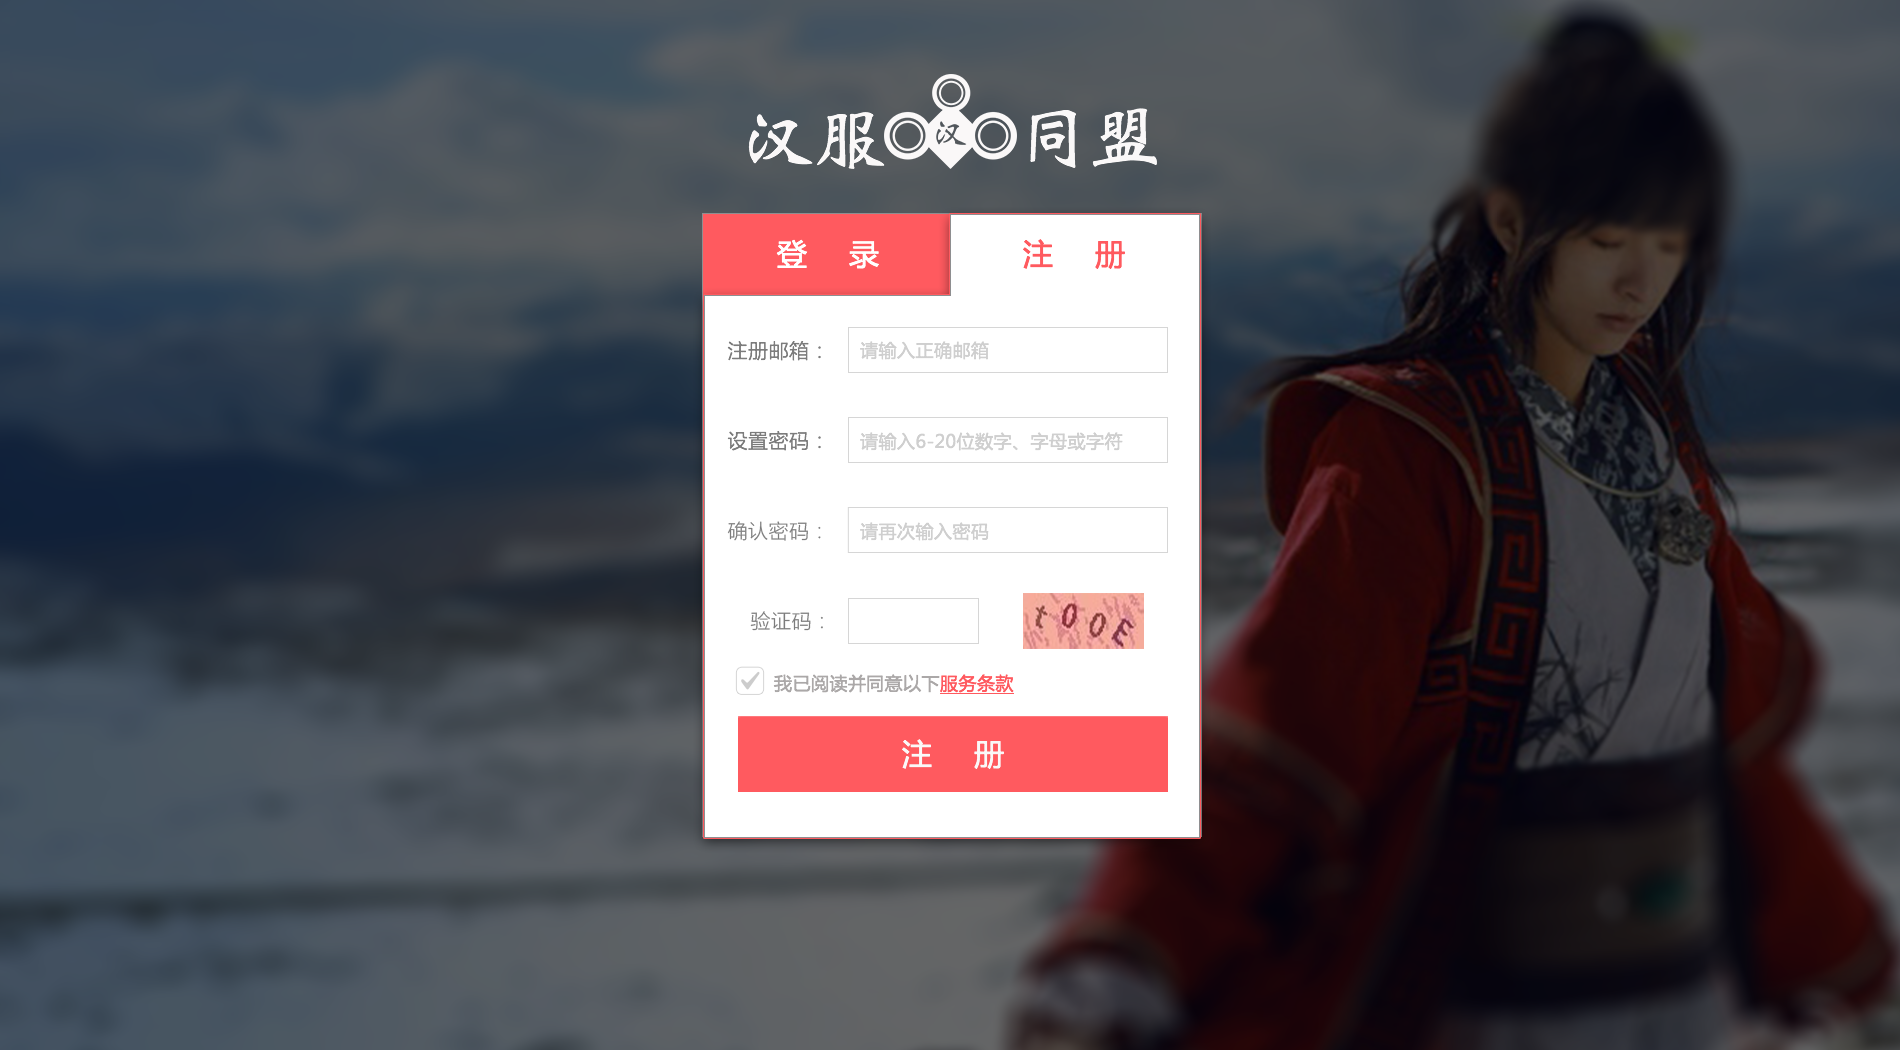 汉服 汉 同盟
登 录 注 册
注册邮箱： 请输入正确邮箱
设置密码： 请输入6-20位数字、字母或字符
确认密码： 请再次输入密码
验证码： t00E
我已阅读并同意以下服务条款
注 册